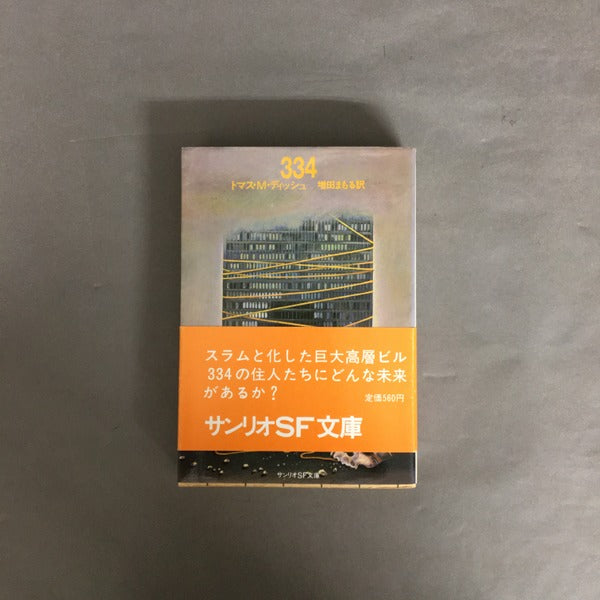 334
トマス・M・ディッシュ 増田まもる訳
スラムと化した巨大高層ビル
334の住人たちにどんな未来
があるか?
定価560円
サンリオSF文庫
サンリオSF文庫